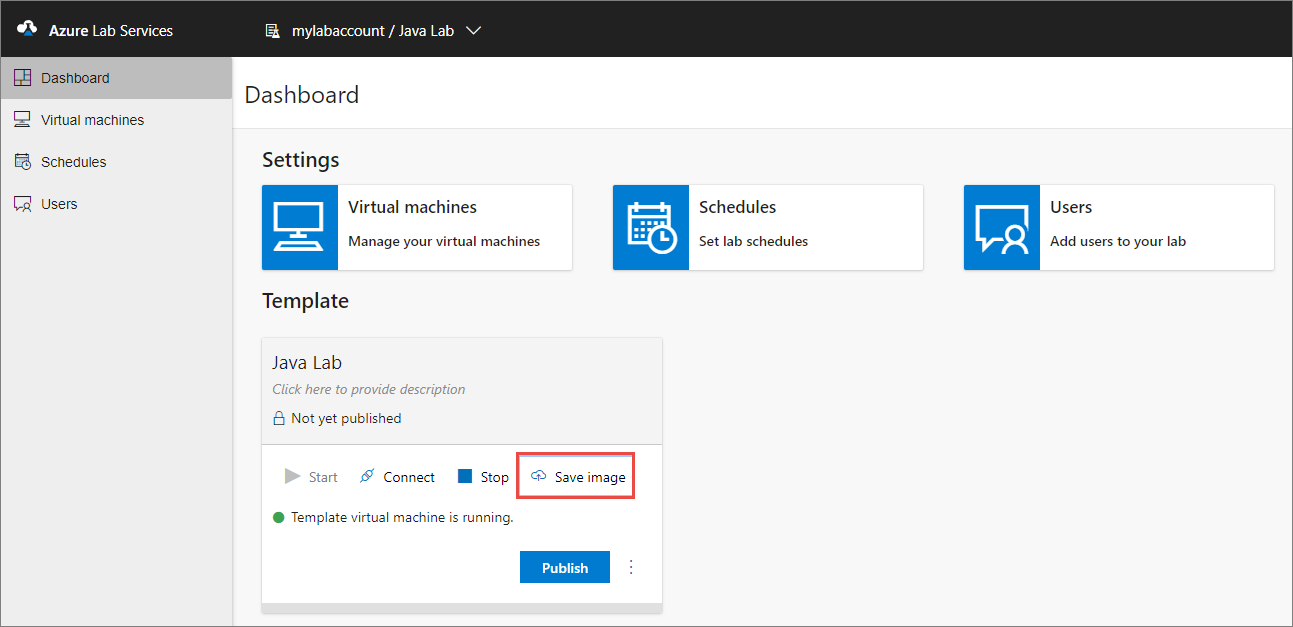 Azure Lab Services
mylabaccount / Java Lab
Dashboard
Virtual machines
Schedules
Users
Dashboard
Settings
Virtual machines
Manage your virtual machines
Schedules
Set lab schedules
Users
Add users to your lab
Template
Java Lab
Click here to provide description
Not yet published
Start Connect Stop Save image
Template virtual machine is running.
Publish